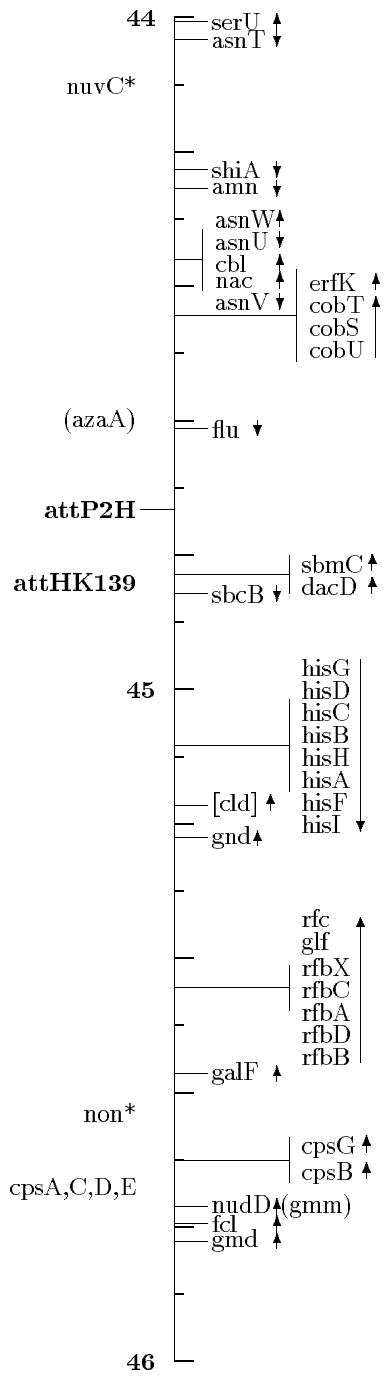 44
serU
asnT
nuvC*
shiA
amn
asnW
asnU
cbl
nac
asnV
erfK
cobT
cobS
cobU
(azaA)
flu
attP2H
sbmC
attHK139
dacD
sbcB
hisG
45
hisD
hisC
hisB
hisH
hisA
[cld]
hisF
hisI
gnd
rfc
glf
rfbX
rfbC
rfbA
rfbD
rfbB
galF
non*
cpsG
cpsB
cpsA,C,D,E
nudD (gmm)
fcl
gmd
46